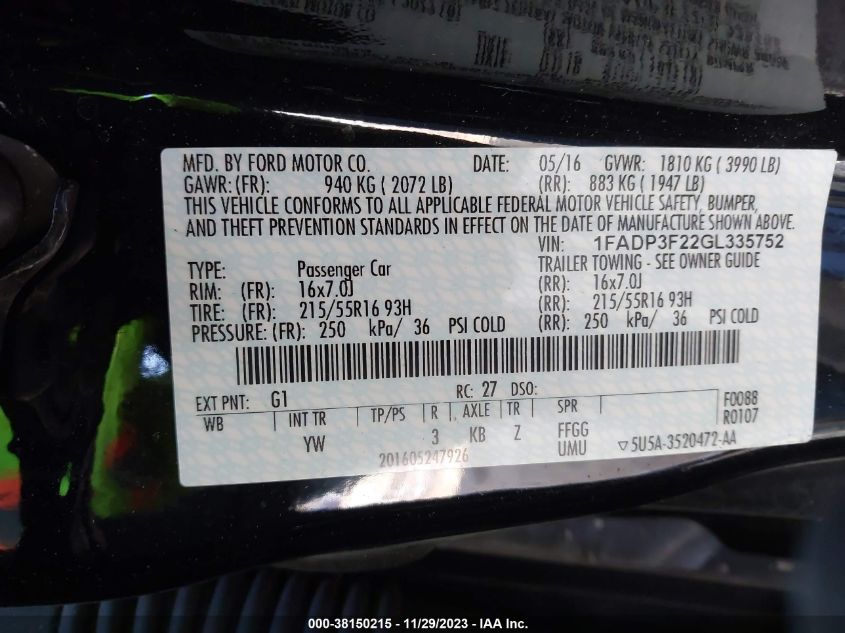 MFD. BY FORD MOTOR CO. DATE: 05/16 GVWR: 1810 KG ( 3990 LB)
GAWR:(FR): 940 KG ( 2072 LB) (RR): 883 KG ( 1947 LB)
THIS VEHICLE CONFORMS TO ALL APPLICABLE FEDERAL MOTOR VEHICLE SAFETY, BUMPER,
AND THEFT PREVENTION STANDARDS IN EFFECT ON THE DATE OF MANUFACTURE SHOWN ABOVE.
VIN: 1FADP3F22GL335752
TYPE: Passenger Car TRAILER TOWING - SEE OWNER GUIDE
RIM: (FR): 16x7.0J (RR): 16x7.0J
TIRE: (FR): 215/55R16 93H (RR): 215/55R16 93H
PRESSURE: (FR): 250 kPa/ 36 PSI COLD (RR): 250 kPa/ 36 PSI COLD
EXT PNT: G1 RC: 27 DSO: F0088
WB INT TR TP/PS R AXLE TR SPR R0107
YW 3 KB Z FFGG
UMU ▽5U5A-3520472-AA
201605247926
000-38150215 - 11/29/2023 - IAA Inc.